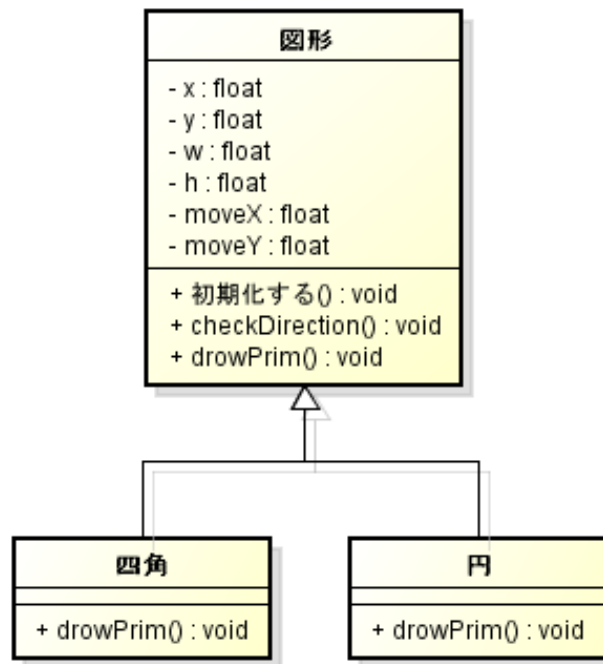 図形
- x : float
- y : float
- w : float
- h : float
- moveX : float
- moveY : float
+ 初期化する() : void
+ checkDirection() : void
+ drowPrim() : void
四角
+ drowPrim() : void
円
+ drowPrim() : void